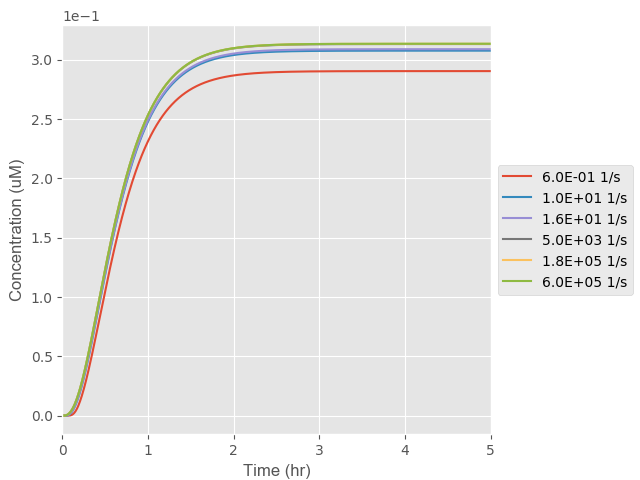 1e−1
3.0
2.5
2.0
1.5
1.0
0.5
0.0
Concentration (uM)
0 1 2 3 4 5
Time (hr)
6.0E-01 1/s
1.0E+01 1/s
1.6E+01 1/s
5.0E+03 1/s
1.8E+05 1/s
6.0E+05 1/s